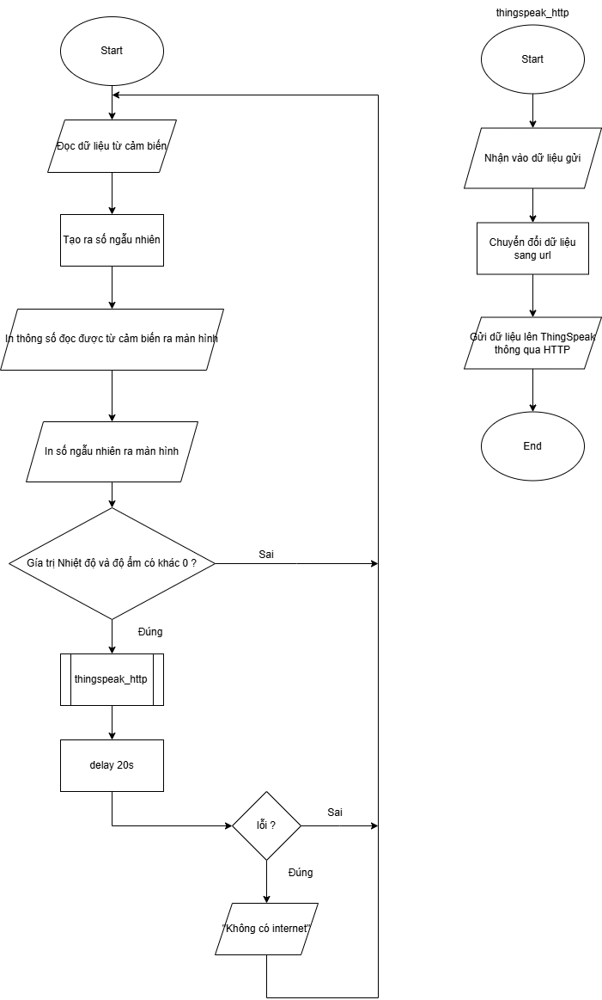 Start
Đọc dữ liệu từ cảm biến
Tạo ra số ngẫu nhiên
In thông số đọc được từ cảm biến ra màn hình
In số ngẫu nhiên ra màn hình
Gía trị Nhiệt độ và độ ẩm có khác 0 ?
Sai
Đúng
thingspeak_http
delay 20s
lỗi ?
Sai
Đúng
"Không có internet"
thingspeak_http
Start
Nhận vào dữ liệu gửi
Chuyển đổi dữ liệu
sang url
Gửi dữ liệu lên ThingSpeak
thông qua HTTP
End